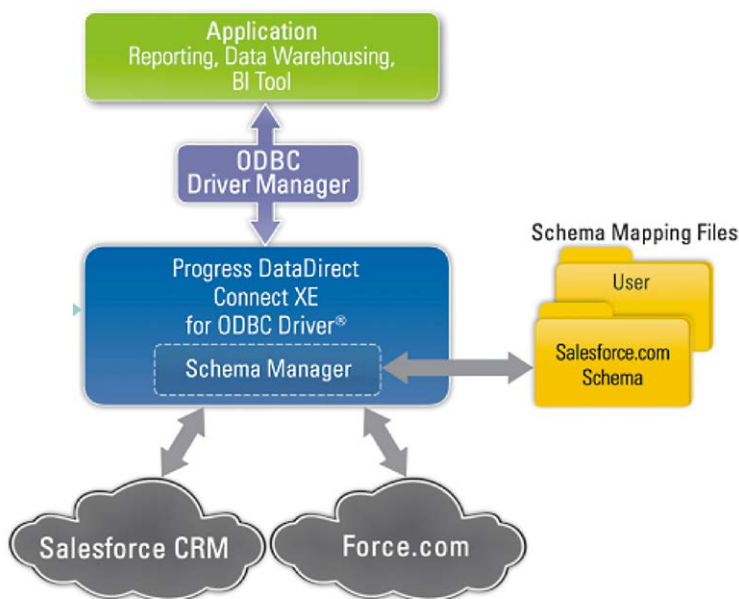 Application
Reporting, Data Warehousing,
BI Tool
ODBC
Driver Manager
Progress DataDirect
Connect XE
for ODBC Driver®
Schema Manager
Schema Mapping Files
User
Salesforce.com
Schema
Salesforce CRM
Force.com